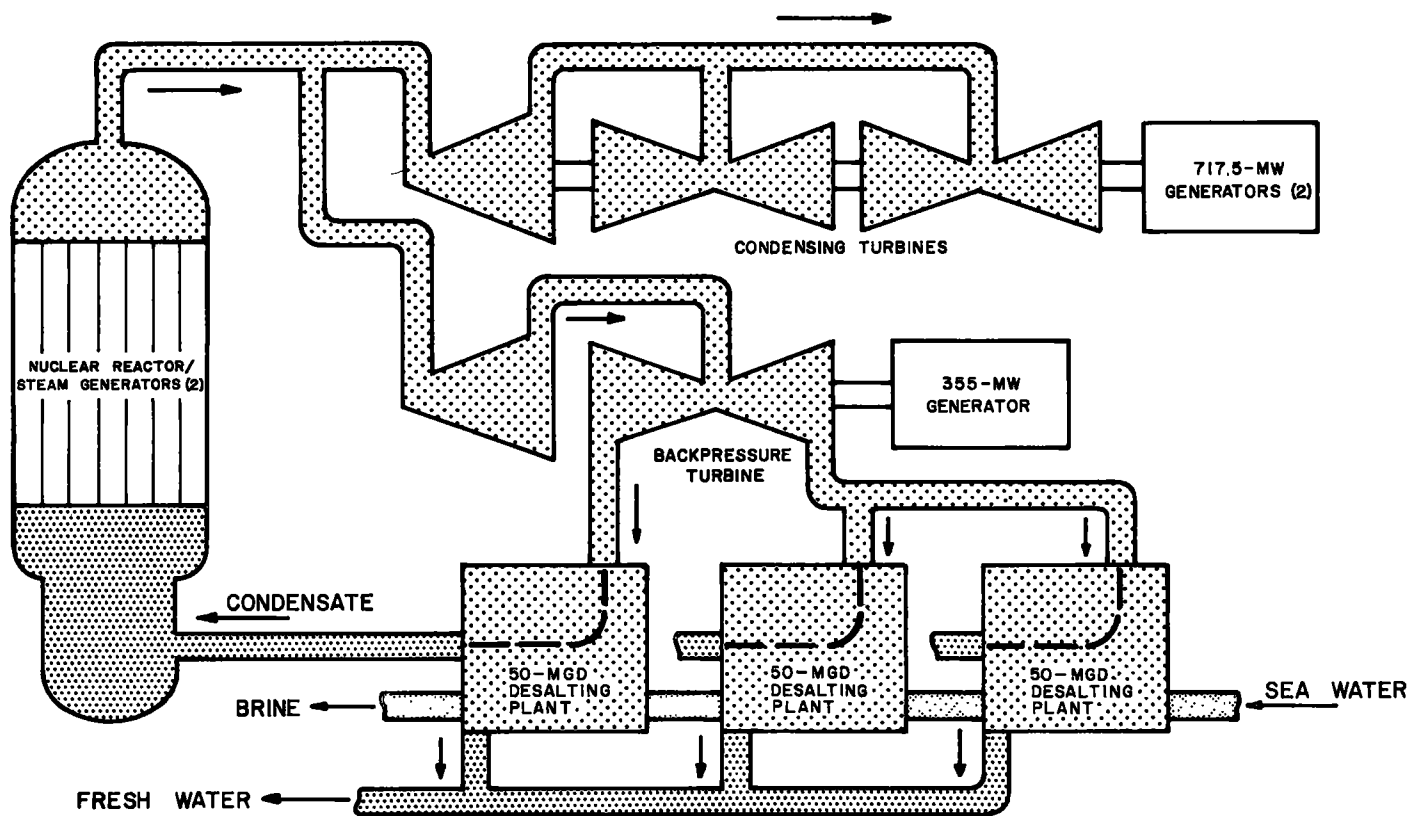 717.5-MW
GENERATORS (2)
CONDENSING TURBINES
NUCLEAR REACTOR/
STEAM GENERATORS (2)
355-MW
GENERATOR
BACKPRESSURE
TURBINE
CONDENSATE
50-MGD
DESALTING
PLANT
50-MGD
DESALTING
PLANT
50-MGD
DESALTING
PLANT
SEA WATER
BRINE
FRESH WATER